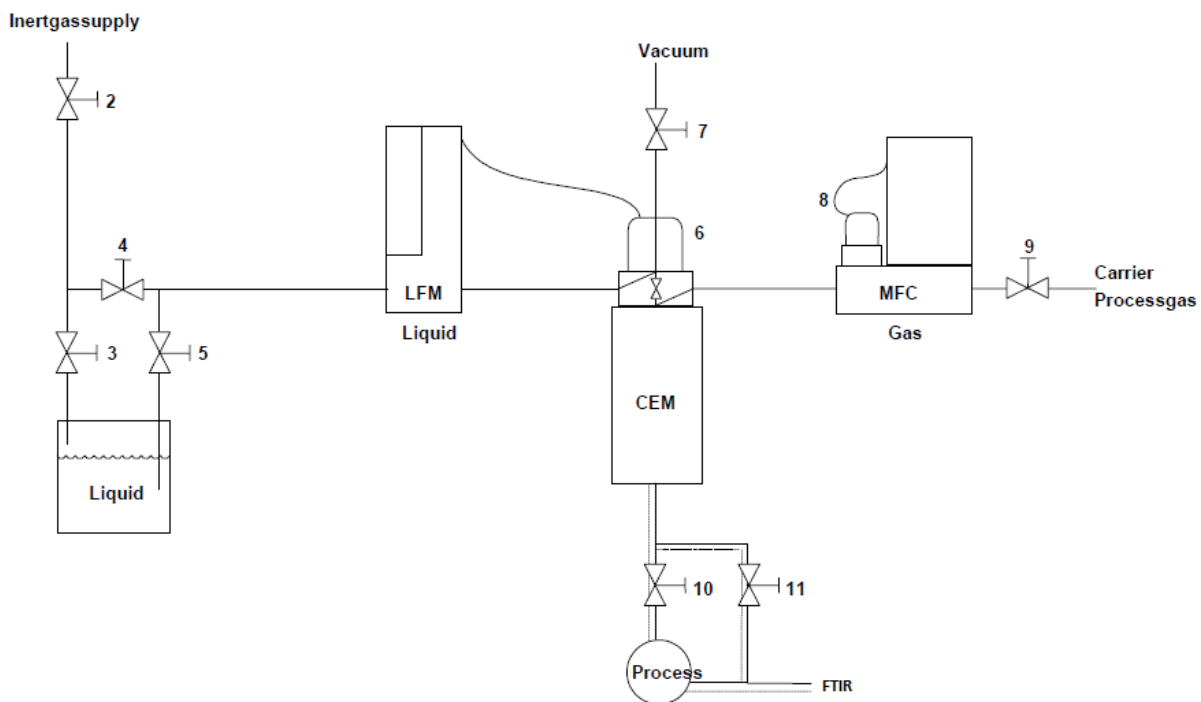 Inertgassupply
Vacuum
2
7
8
4
6
9
LFM
MFC
Carrier
Processgas
Liquid
Gas
3
5
CEM
Liquid
10
11
Process
FTIR